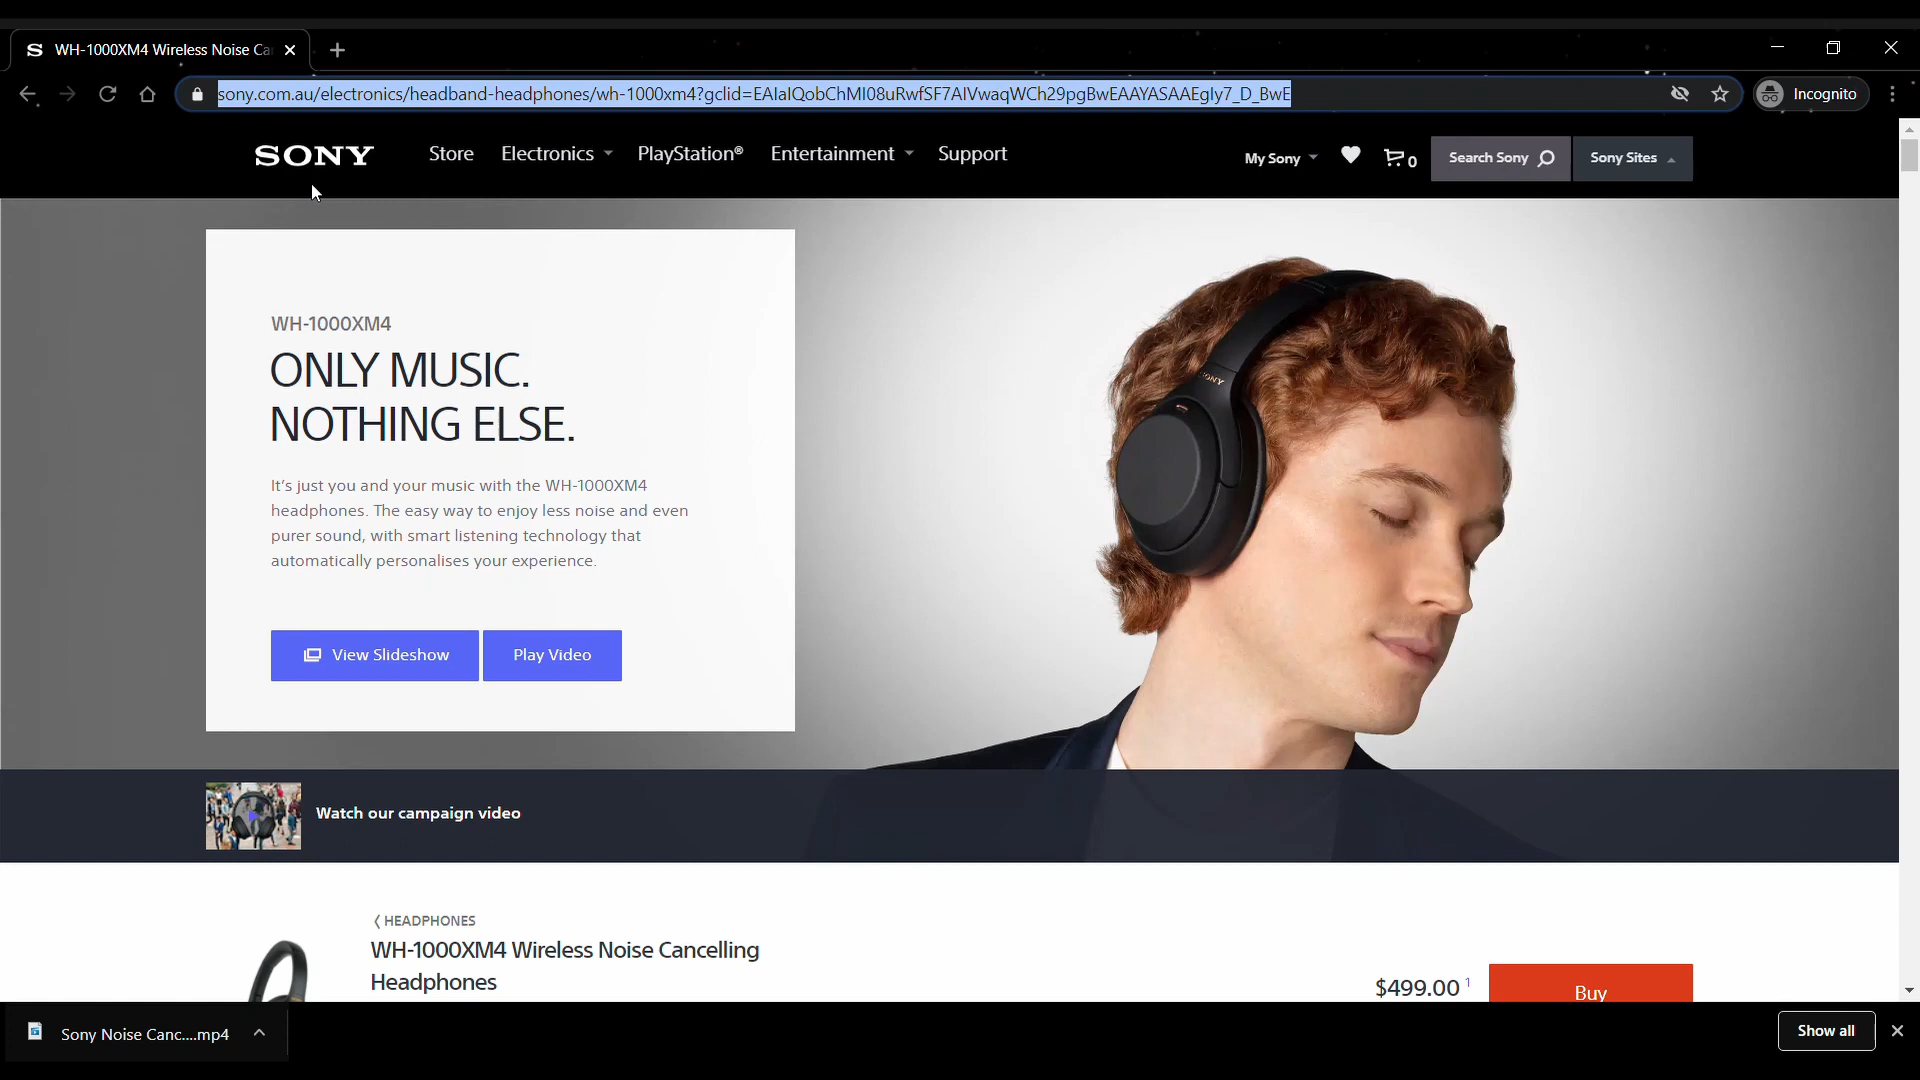 WH-1000XM4 Wireless Noise Ca
sony.com.au/electronics/headband-headphones/wh-1000xm4?gclid=EAIaIQobChMI08uRwfSF7AIVwaqWCh29pgBwEAAYASAAEgIy7_D_BwE
Incognito
SONY
Store
Electronics
PlayStation®
Entertainment
Support
My Sony
0
Search Sony
Sony Sites
SONY
WH-1000XM4
ONLY MUSIC.
NOTHING ELSE.
It's just you and your music with the WH-1000XM4
headphones. The easy way to enjoy less noise and even
purer sound, with smart listening technology that
automatically personalises your experience.
View Slideshow
Play Video
Watch our campaign video
HEADPHONES
WH-1000XM4 Wireless Noise Cancelling
Headphones
$499.00 1
Buy
Sony Noise Canc....mp4
Show all